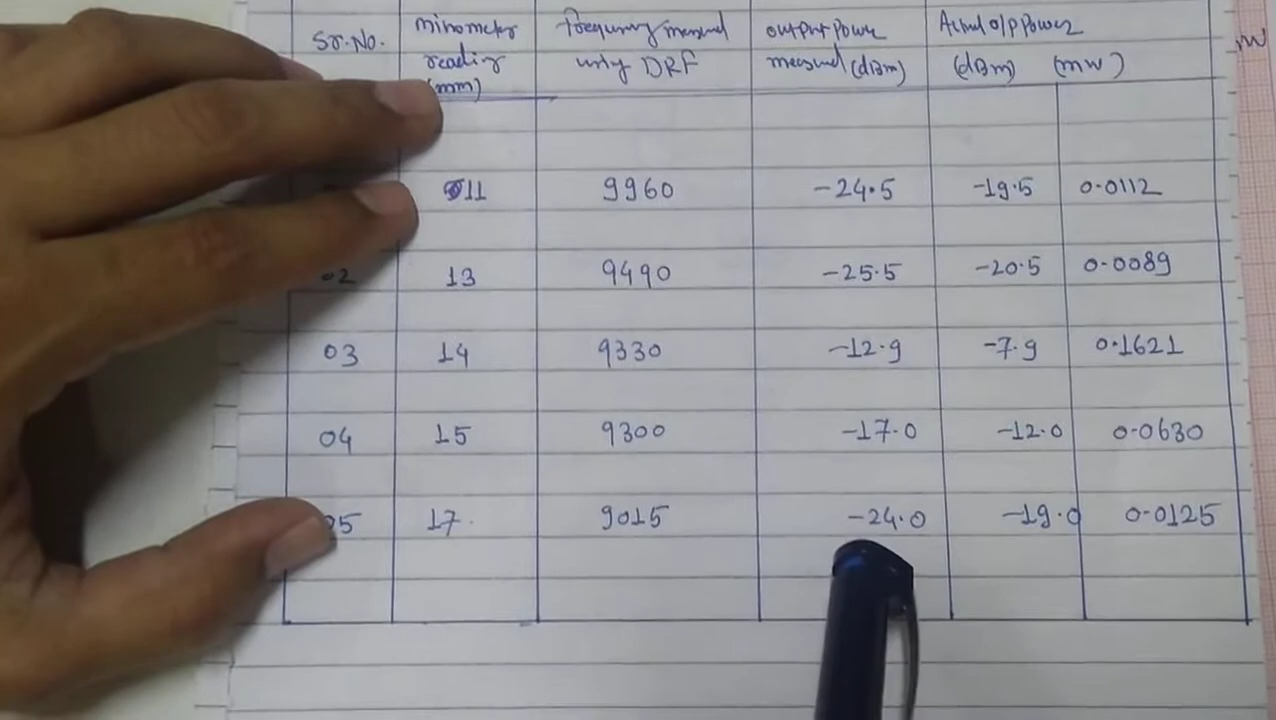 Sr.No. Micrometer reading (mm) frequency measured using DRF output power measured (dBm) Actual o/p power (dBm) (mw)
11 9960 -24.5 -19.5 0.0112
02 13 9490 -25.5 -20.5 0.0089
03 14 9330 -12.9 -7.9 0.1621
04 15 9300 -17.0 -12.0 0.0630
05 17 9015 -24.0 -19.0 0.0125